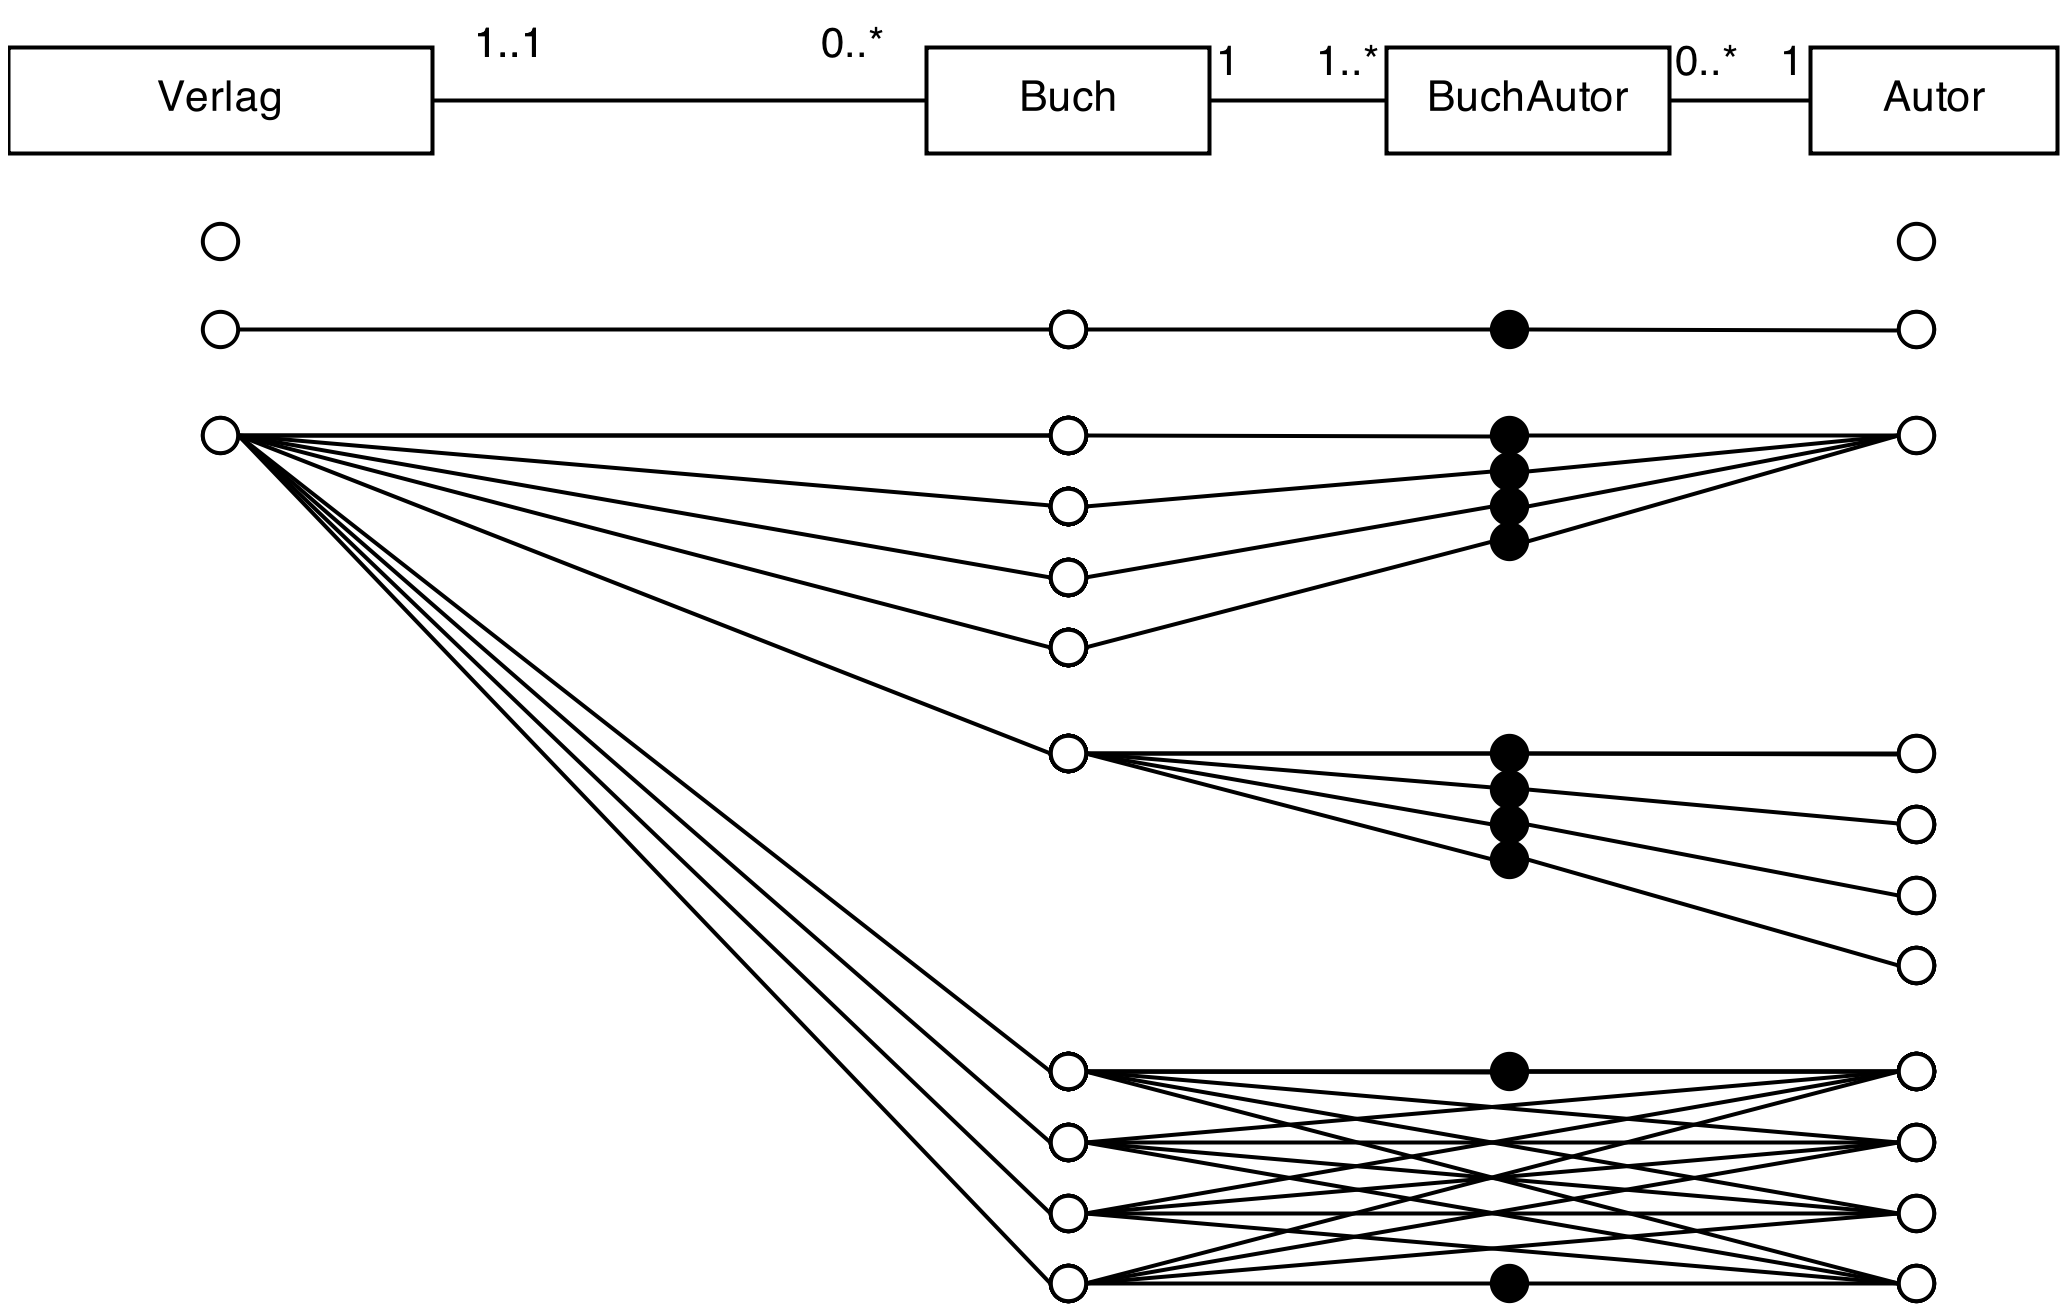 1..1 0..*
1 1..* 0..* 1
Verlag Buch BuchAutor Autor